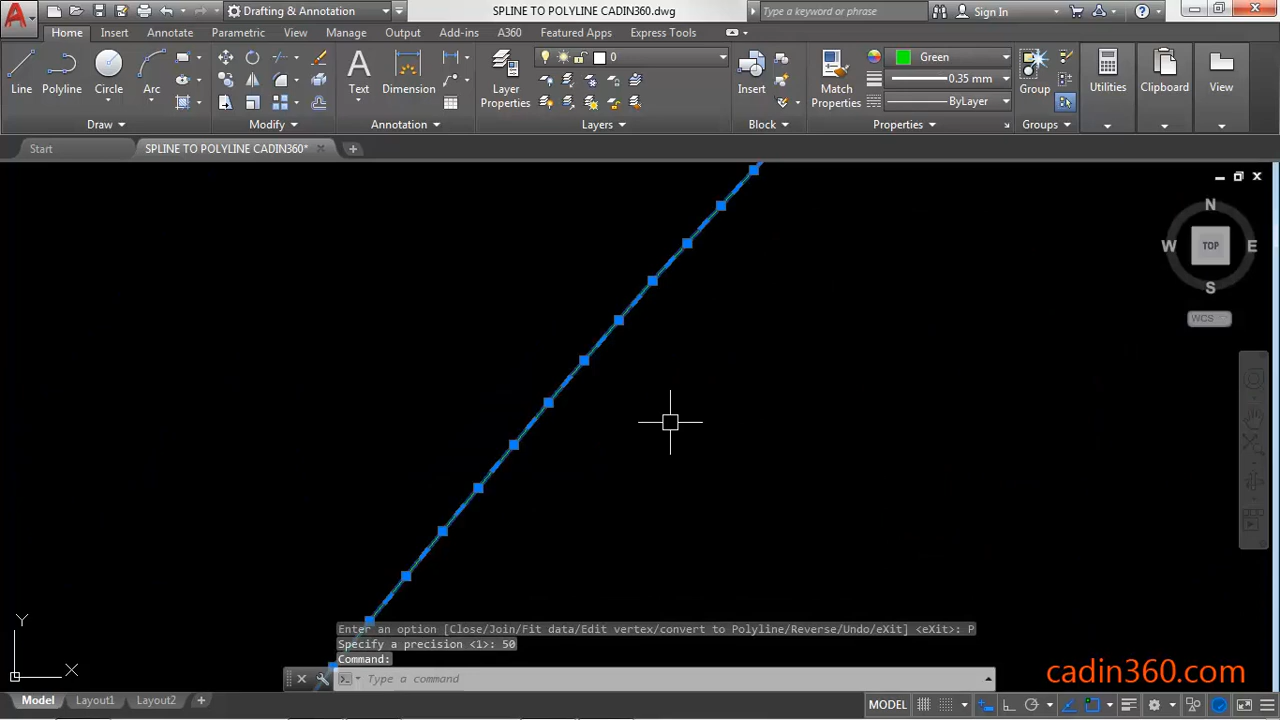 A Drafting & Annotation SPLINE TO POLYLINE CADIN360.dwg Type a keyword or phrase Sign In
Home Insert Annotate Parametric View Manage Output Add-ins A360 Featured Apps Express Tools
0 Green
0.35 mm
ByLayer
Line Polyline Circle Arc Text Dimension Layer Properties Insert Match Properties Group Utilities Clipboard View
Draw Modify Annotation Layers Block Properties Groups
Start SPLINE TO POLYLINE CADIN360*
N
W TOP E
S
WCS
Y
X
Enter an option [Close/Join/Fit data/Edit vertex/convert to Polyline/Reverse/Undo/eXit] <eXit>: P
Specify a precision <1>: 50
Command:
Type a command
cadin360.com
Model Layout1 Layout2 MODEL